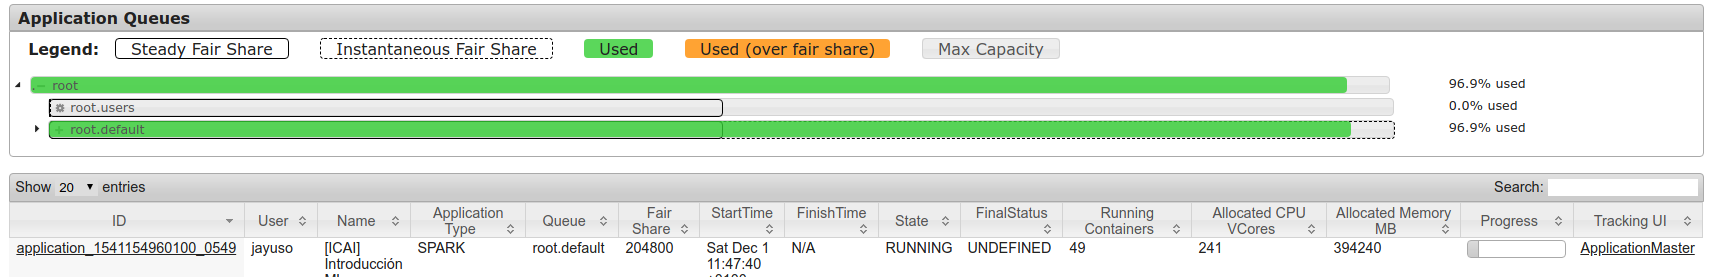 Application Queues
Legend: Steady Fair Share Instantaneous Fair Share Used Used (over fair share) Max Capacity
root 96.9% used
root.users 0.0% used
root.default 96.9% used
Show 20 entries Search:
ID User Name Application Type Queue Fair Share StartTime FinishTime State FinalStatus Running Containers Allocated CPU VCores Allocated Memory MB Progress Tracking UI
application_1541154960100_0549 jayuso [ICAI] SPARK root.default 204800 Sat Dec 1 N/A RUNNING UNDEFINED 49 241 394240 ApplicationMaster
Introducción 11:47:40